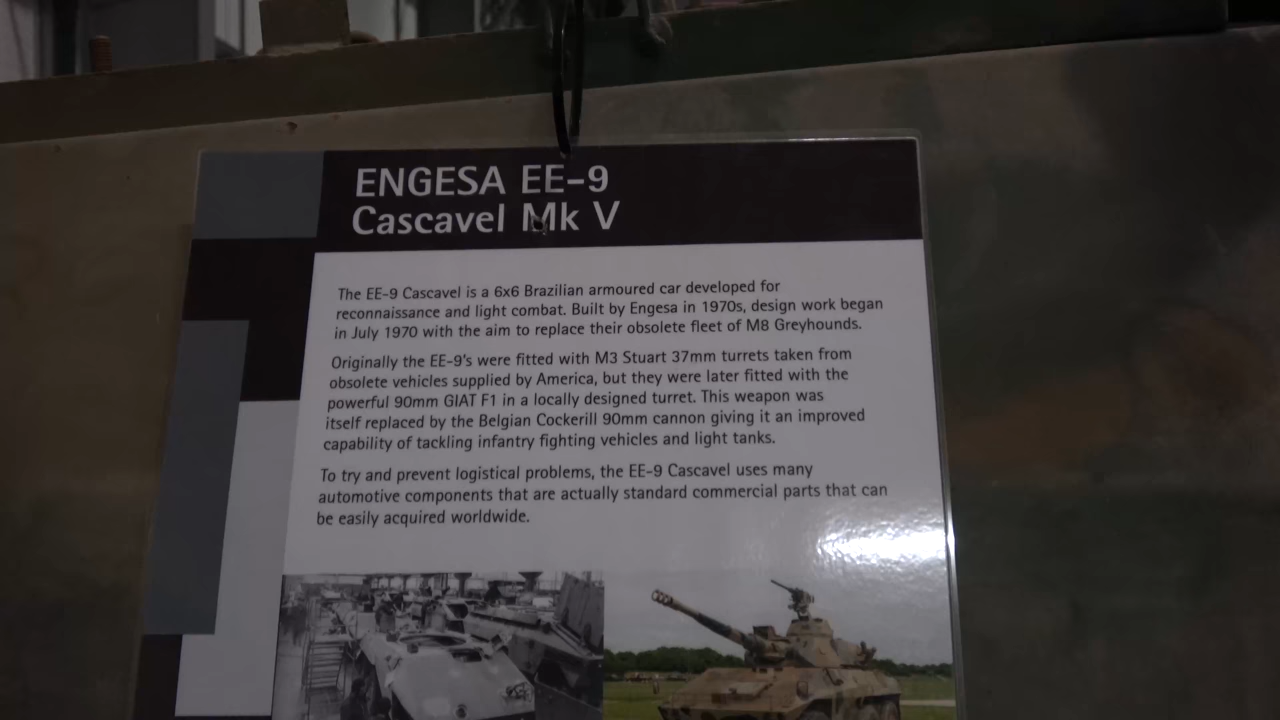 ENGESA EE-9
Cascavel Mk V
The EE-9 Cascavel is a 6x6 Brazilian armoured car developed for
reconnaissance and light combat. Built by Engesa in 1970s, design work began
in July 1970 with the aim to replace their obsolete fleet of M8 Greyhounds.
Originally the EE-9's were fitted with M3 Stuart 37mm turrets taken from
obsolete vehicles supplied by America, but they were later fitted with the
powerful 90mm GIAT F1 in a locally designed turret. This weapon was
itself replaced by the Belgian Cockerill 90mm cannon giving it an improved
capability of tackling infantry fighting vehicles and light tanks.
To try and prevent logistical problems, the EE-9 Cascavel uses many
automotive components that are actually standard commercial parts that can
be easily acquired worldwide.